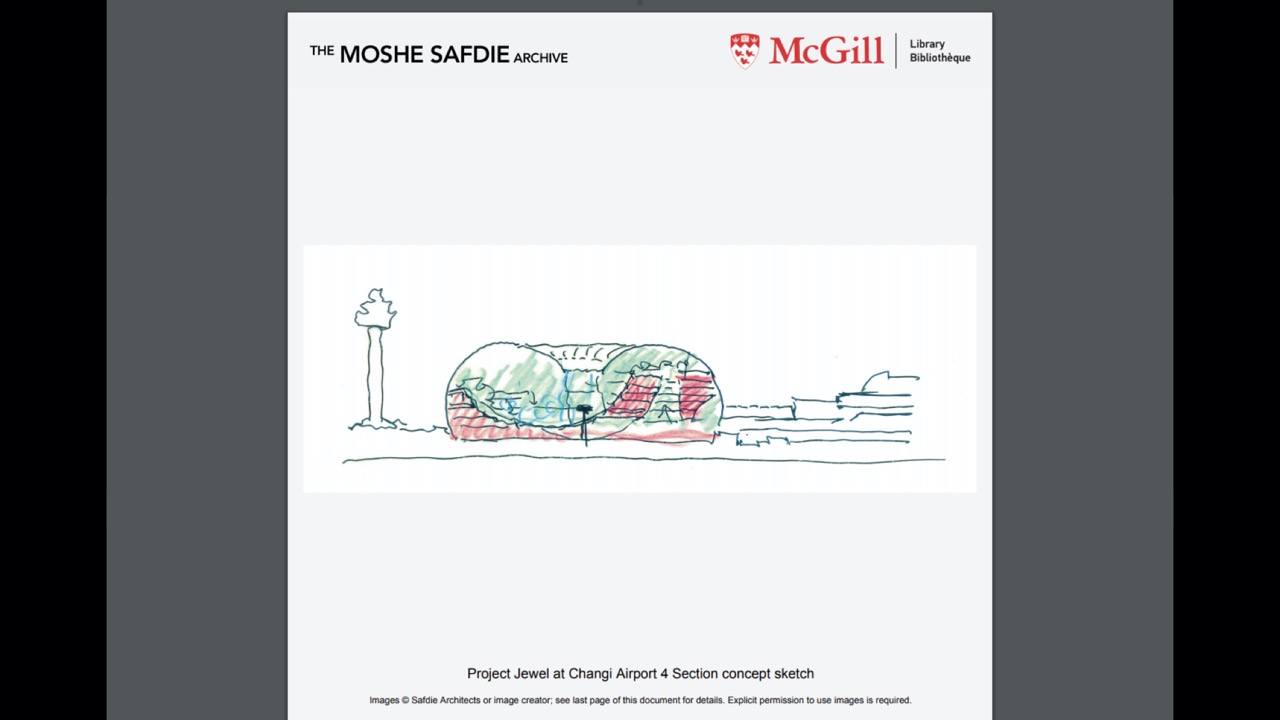 THE MOSHE SAFDIE ARCHIVE
McGill
Library
Bibliothèque
Project Jewel at Changi Airport 4 Section concept sketch
Images © Safdie Architects or image creator; see last page of this document for details. Explicit permission to use images is required.